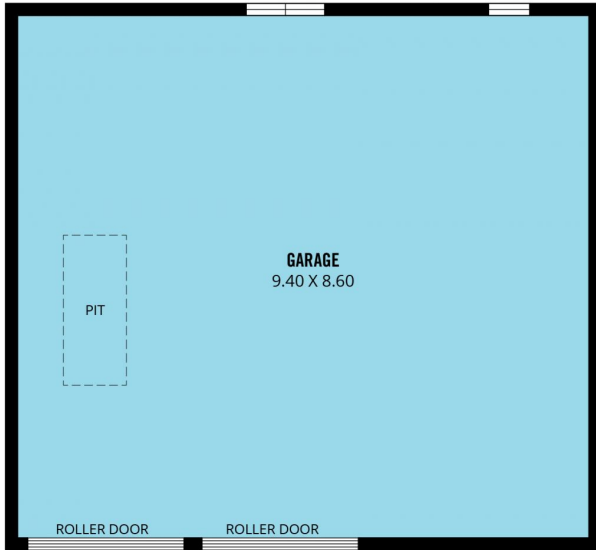 GARAGE
9.40 X 8.60
PIT
ROLLER DOOR
ROLLER DOOR